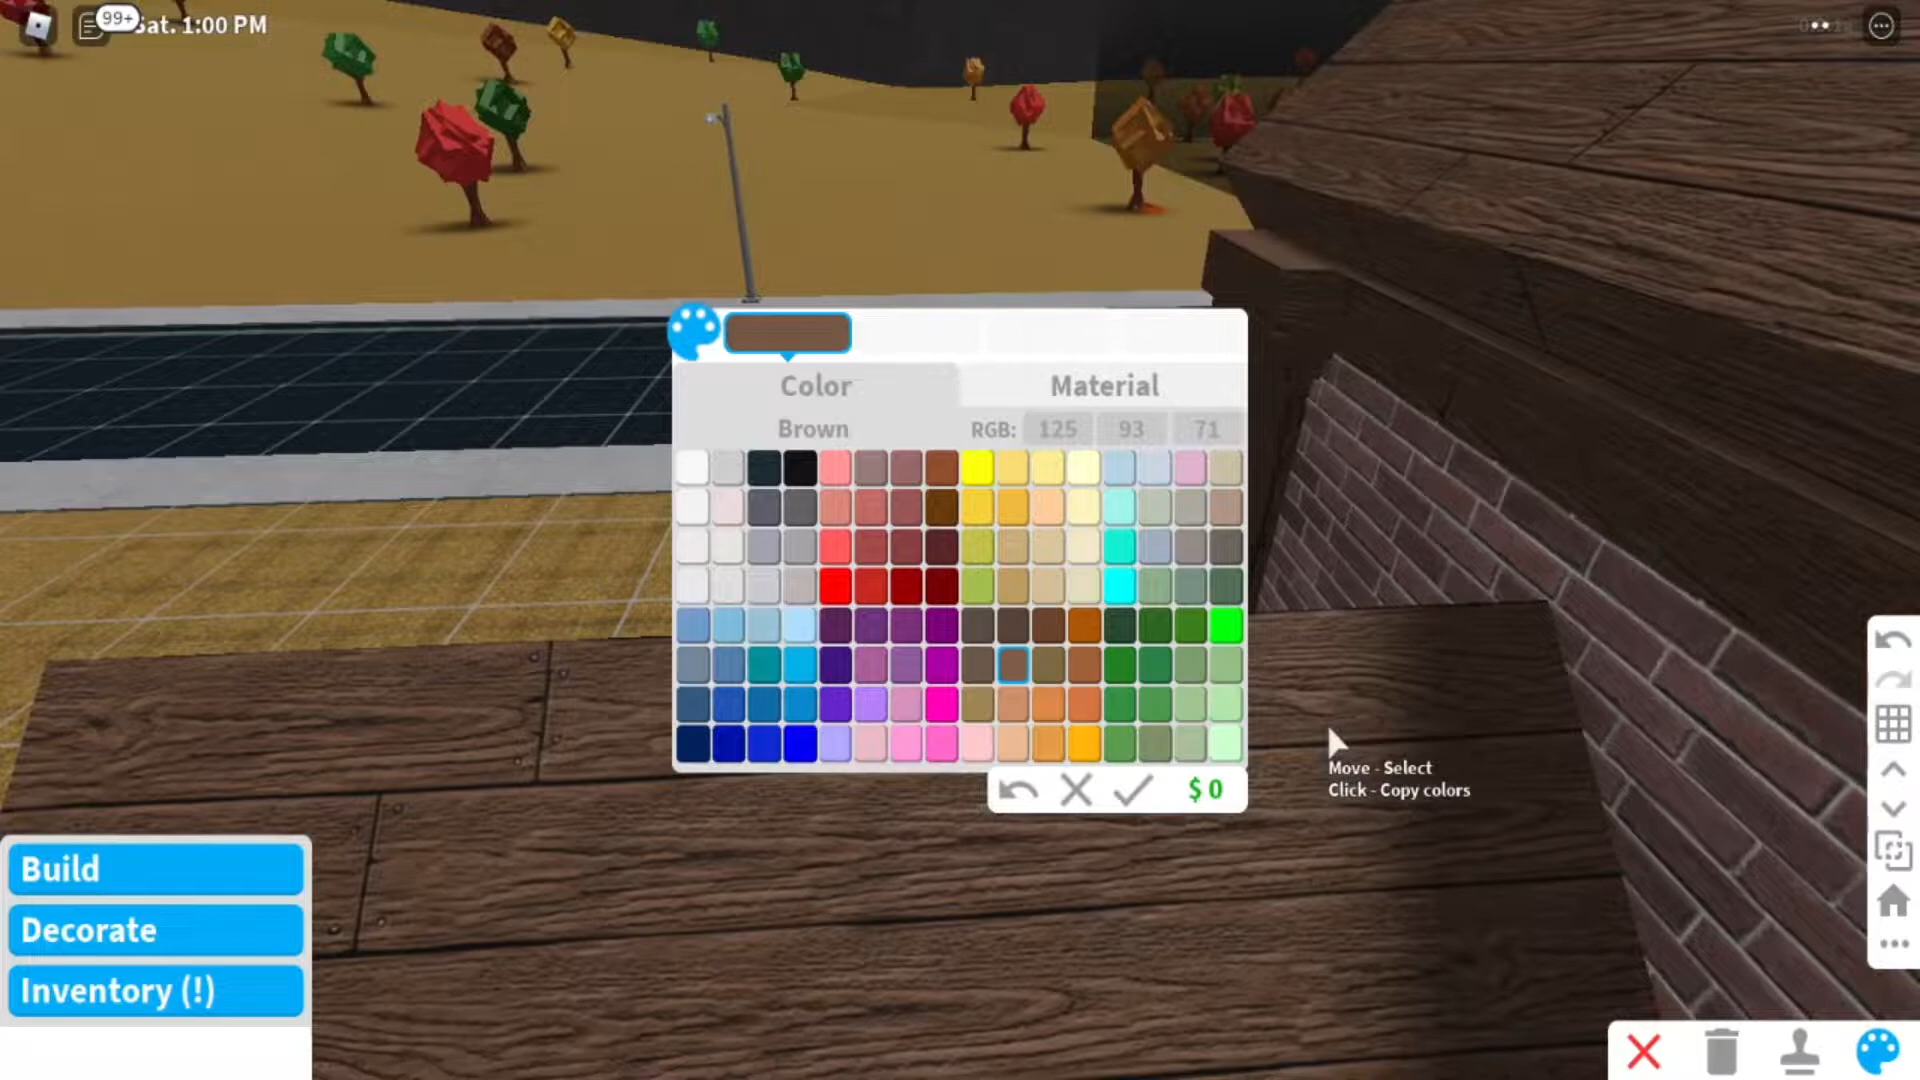 99+
Sat. 1:00 PM
Color
Material
Brown
RGB: 125 93 71
$ 0
Move - Select
Click - Copy colors
Build
Decorate
Inventory (!)